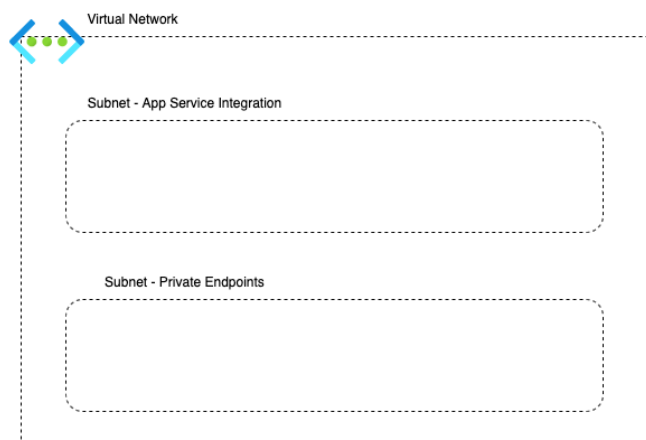 Virtual Network
Subnet - App Service Integration
Subnet - Private Endpoints